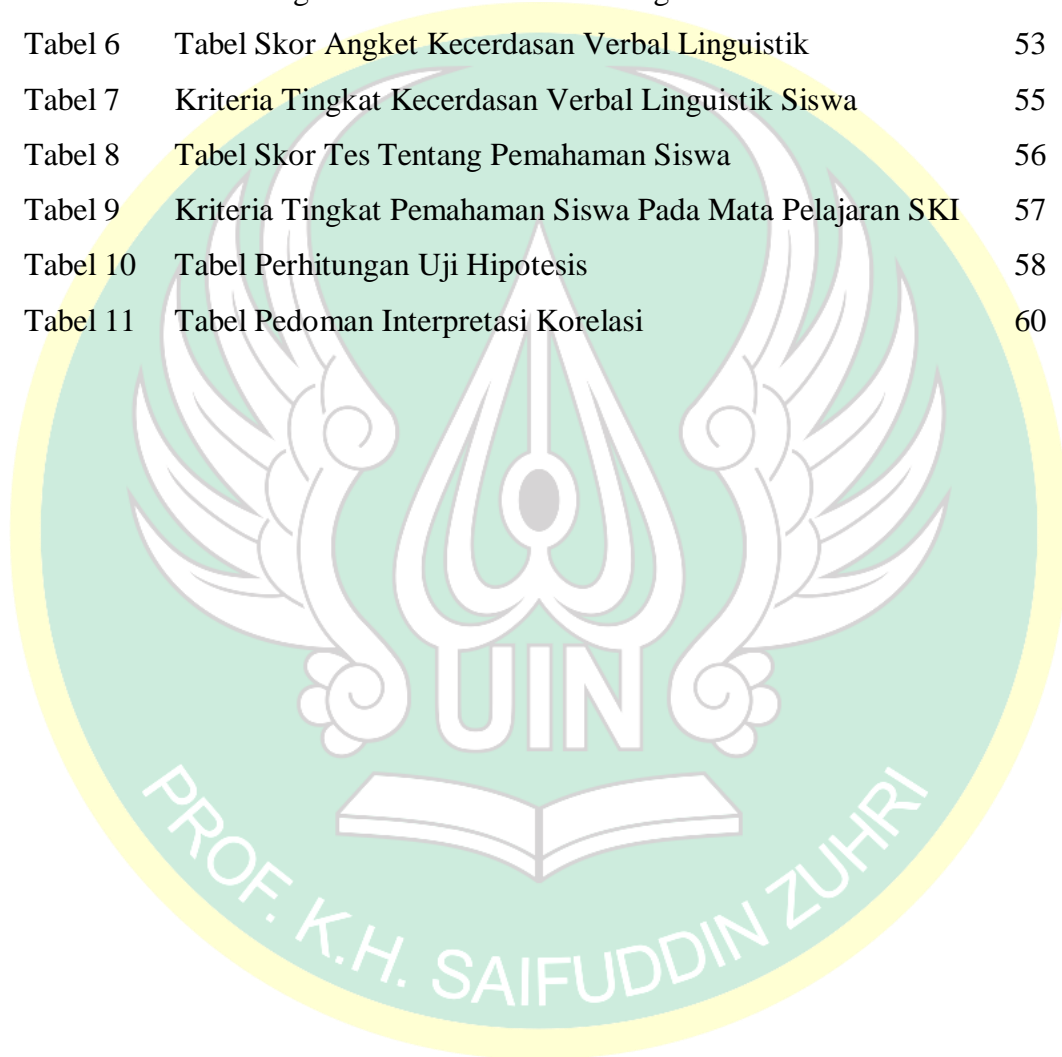 Tabel 6 Tabel Skor Angket Kecerdasan Verbal Linguistik 53
Tabel 7 Kriteria Tingkat Kecerdasan Verbal Linguistik Siswa 55
Tabel 8 Tabel Skor Tes Tentang Pemahaman Siswa 56
Tabel 9 Kriteria Tingkat Pemahaman Siswa Pada Mata Pelajaran SKI 57
Tabel 10 Tabel Perhitungan Uji Hipotesis 58
Tabel 11 Tabel Pedoman Interpretasi Korelasi 60
UIN
PROF. K.H. SAIFUDDIN ZUHRI